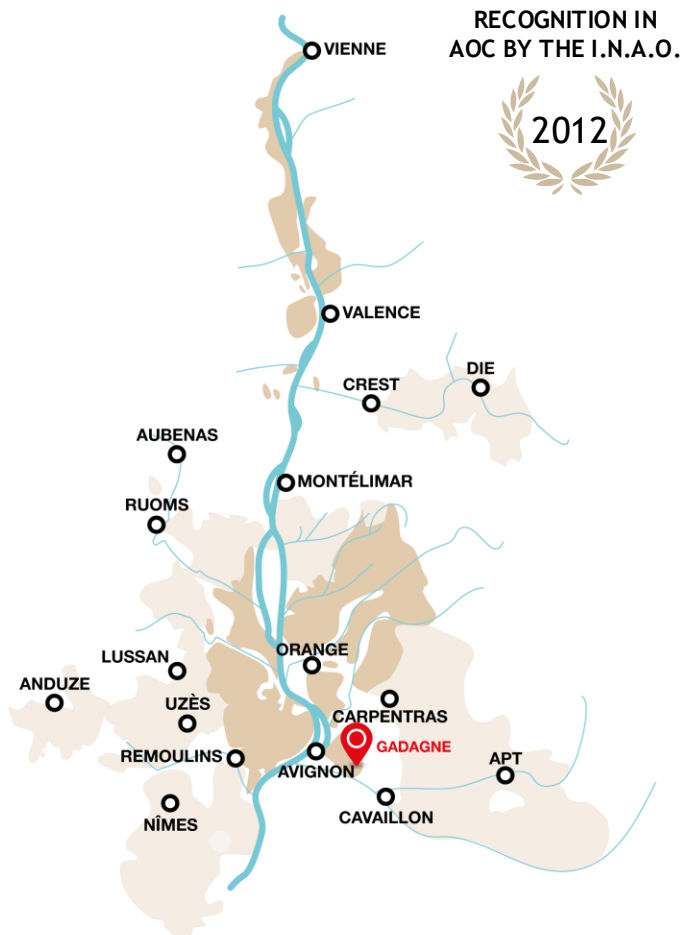 RECOGNITION IN
AOC BY THE I.N.A.O.
2012
VIENNE
VALENCE
DIE
CREST
AUBENAS
MONTÉLIMAR
RUOMS
ORANGE
LUSSAN
ANDUZE
UZÈS
CARPENTRAS
GADAGNE
REMOULINS
AVIGNON
APT
CAVAILLON
NÎMES